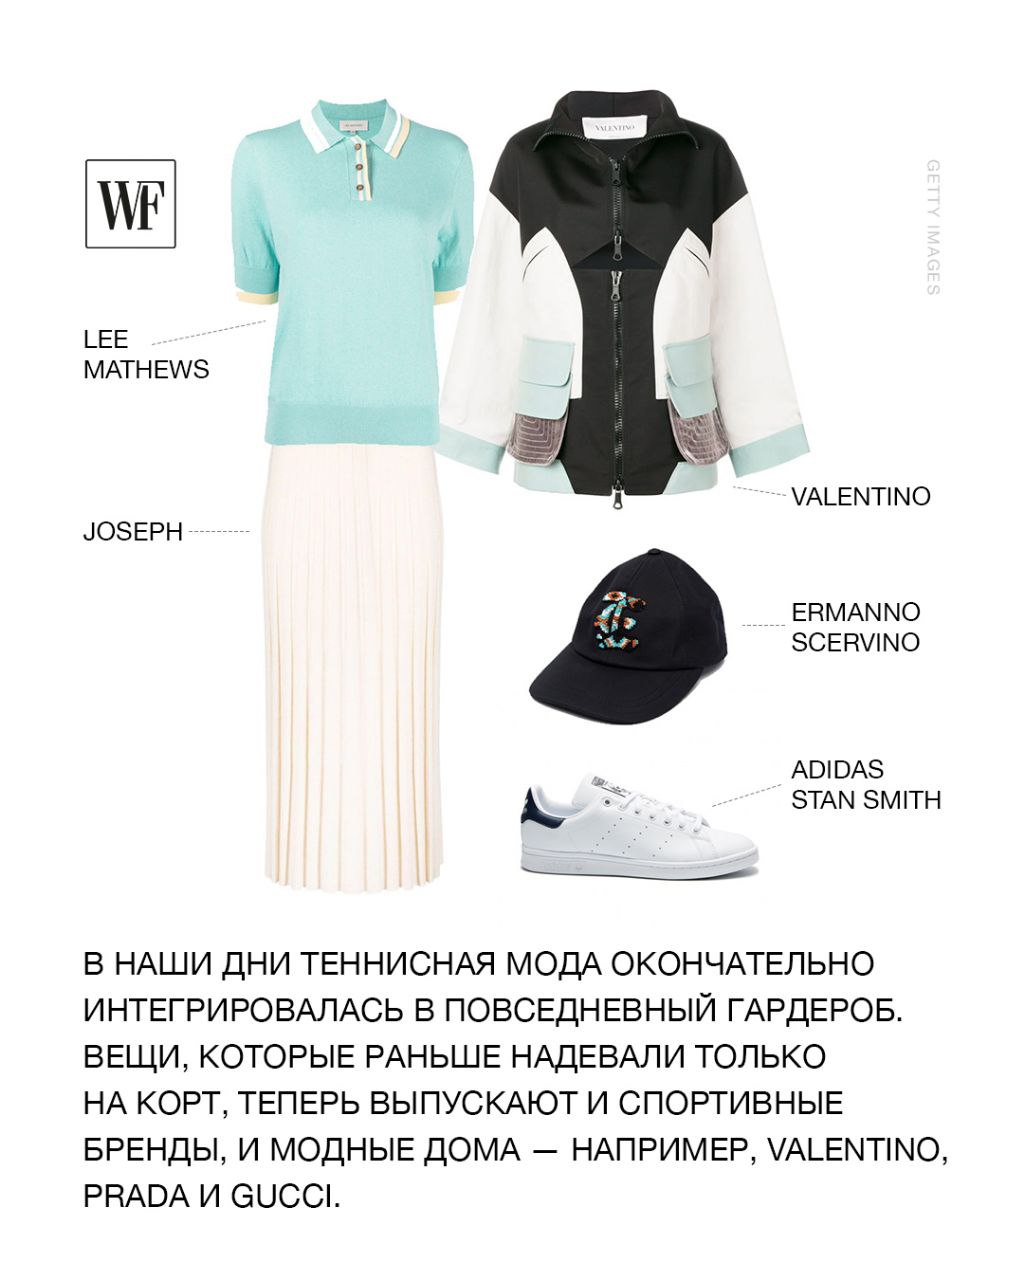 WF
GETTY IMAGES
VALENTINO
LEE
MATHEWS
VALENTINO
JOSEPH
ERMANNO
SCERVINO
ADIDAS
STAN SMITH
В НАШИ ДНИ ТЕННИСНАЯ МОДА ОКОНЧАТЕЛЬНО
ИНТЕГРИРОВАЛАСЬ В ПОВСЕДНЕВНЫЙ ГАРДЕРОБ.
ВЕЩИ, КОТОРЫЕ РАНЬШЕ НАДЕВАЛИ ТОЛЬКО
НА КОРТ, ТЕПЕРЬ ВЫПУСКАЮТ И СПОРТИВНЫЕ
БРЕНДЫ, И МОДНЫЕ ДОМА — НАПРИМЕР, VALENTINO,
PRADA И GUCCI.